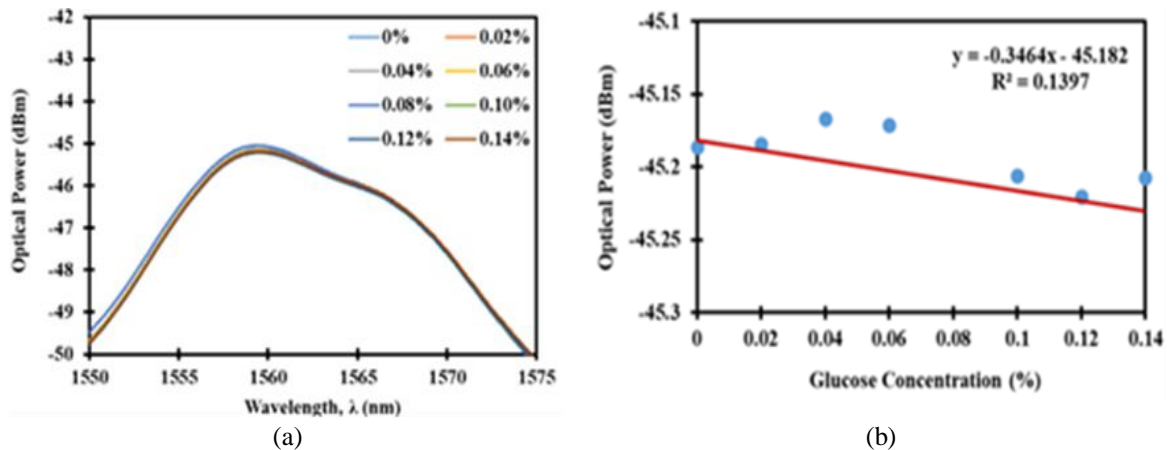 -42
-43
-44
-45
-46
-47
-48
-49
-50
Optical Power (dBm)
0% 0.02%
0.04% 0.06%
0.08% 0.10%
0.12% 0.14%
1550 1555 1560 1565 1570 1575
Wavelength, λ (nm)
(a)
-45.1
-45.15
-45.2
-45.25
-45.3
Optical Power (dBm)
y = -0.3464x - 45.182
R² = 0.1397
0 0.02 0.04 0.06 0.08 0.1 0.12 0.14
Glucose Concentration (%)
(b)